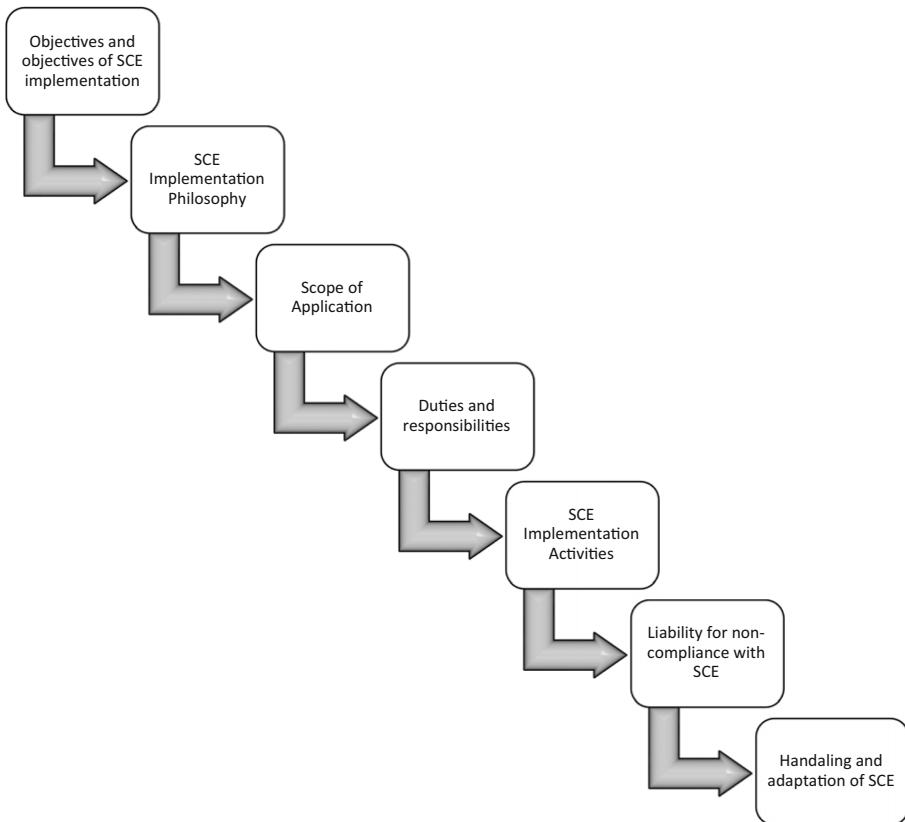 Objectives and
objectives of SCE
implementation
SCE
Implementation
Philosophy
Scope of
Application
Duties and
responsibilities
SCE
Implementation
Activities
Liability for non-
compliance with
SCE
Handaling and
adaptation of SCE